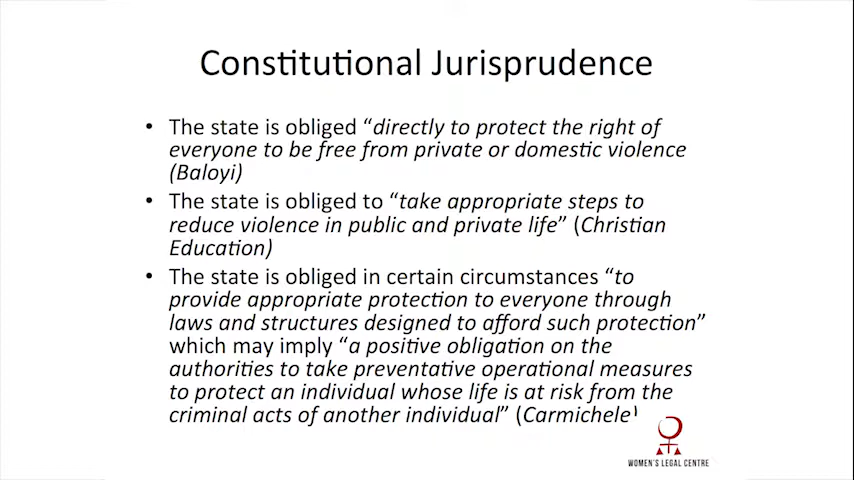 Constitutional Jurisprudence
• The state is obliged “directly to protect the right of
everyone to be free from private or domestic violence
(Baloyi)
• The state is obliged to “take appropriate steps to
reduce violence in public and private life” (Christian
Education)
• The state is obliged in certain circumstances “to
provide appropriate protection to everyone through
laws and structures designed to afford such protection”
which may imply “a positive obligation on the
authorities to take preventative operational measures
to protect an individual whose life is at risk from the
criminal acts of another individual” (Carmichele)
WOMEN'S LEGAL CENTRE